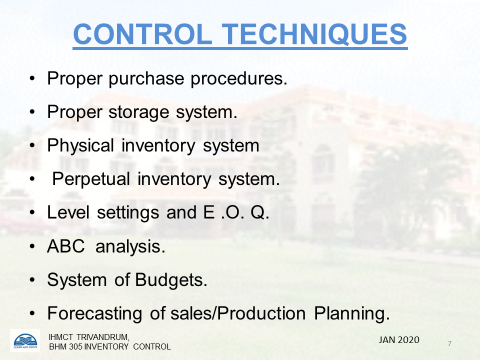 CONTROL TECHNIQUES
• Proper purchase procedures.
• Proper storage system.
• Physical inventory system
• Perpetual inventory system.
• Level settings and E .O. Q.
• ABC analysis.
• System of Budgets.
• Forecasting of sales/Production Planning.
IHMCT TRIVANDRUM,
BHM 305 INVENTORY CONTROL
JAN 2020
7